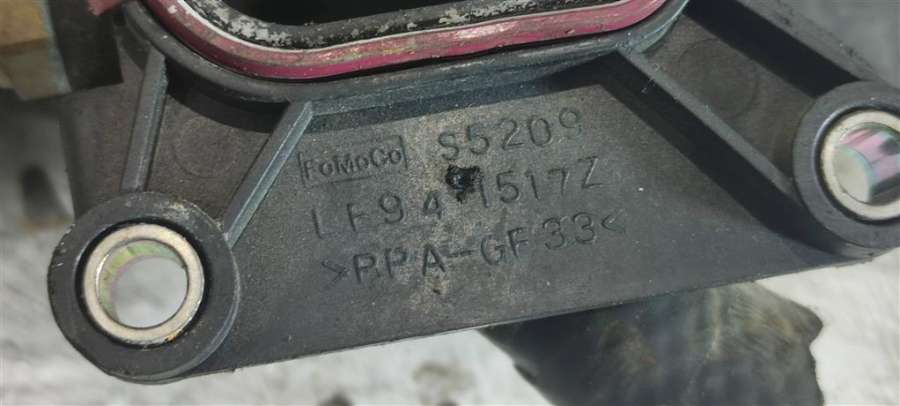 FoMoCo S5209
LF94 1517Z
>PPA-GF33<